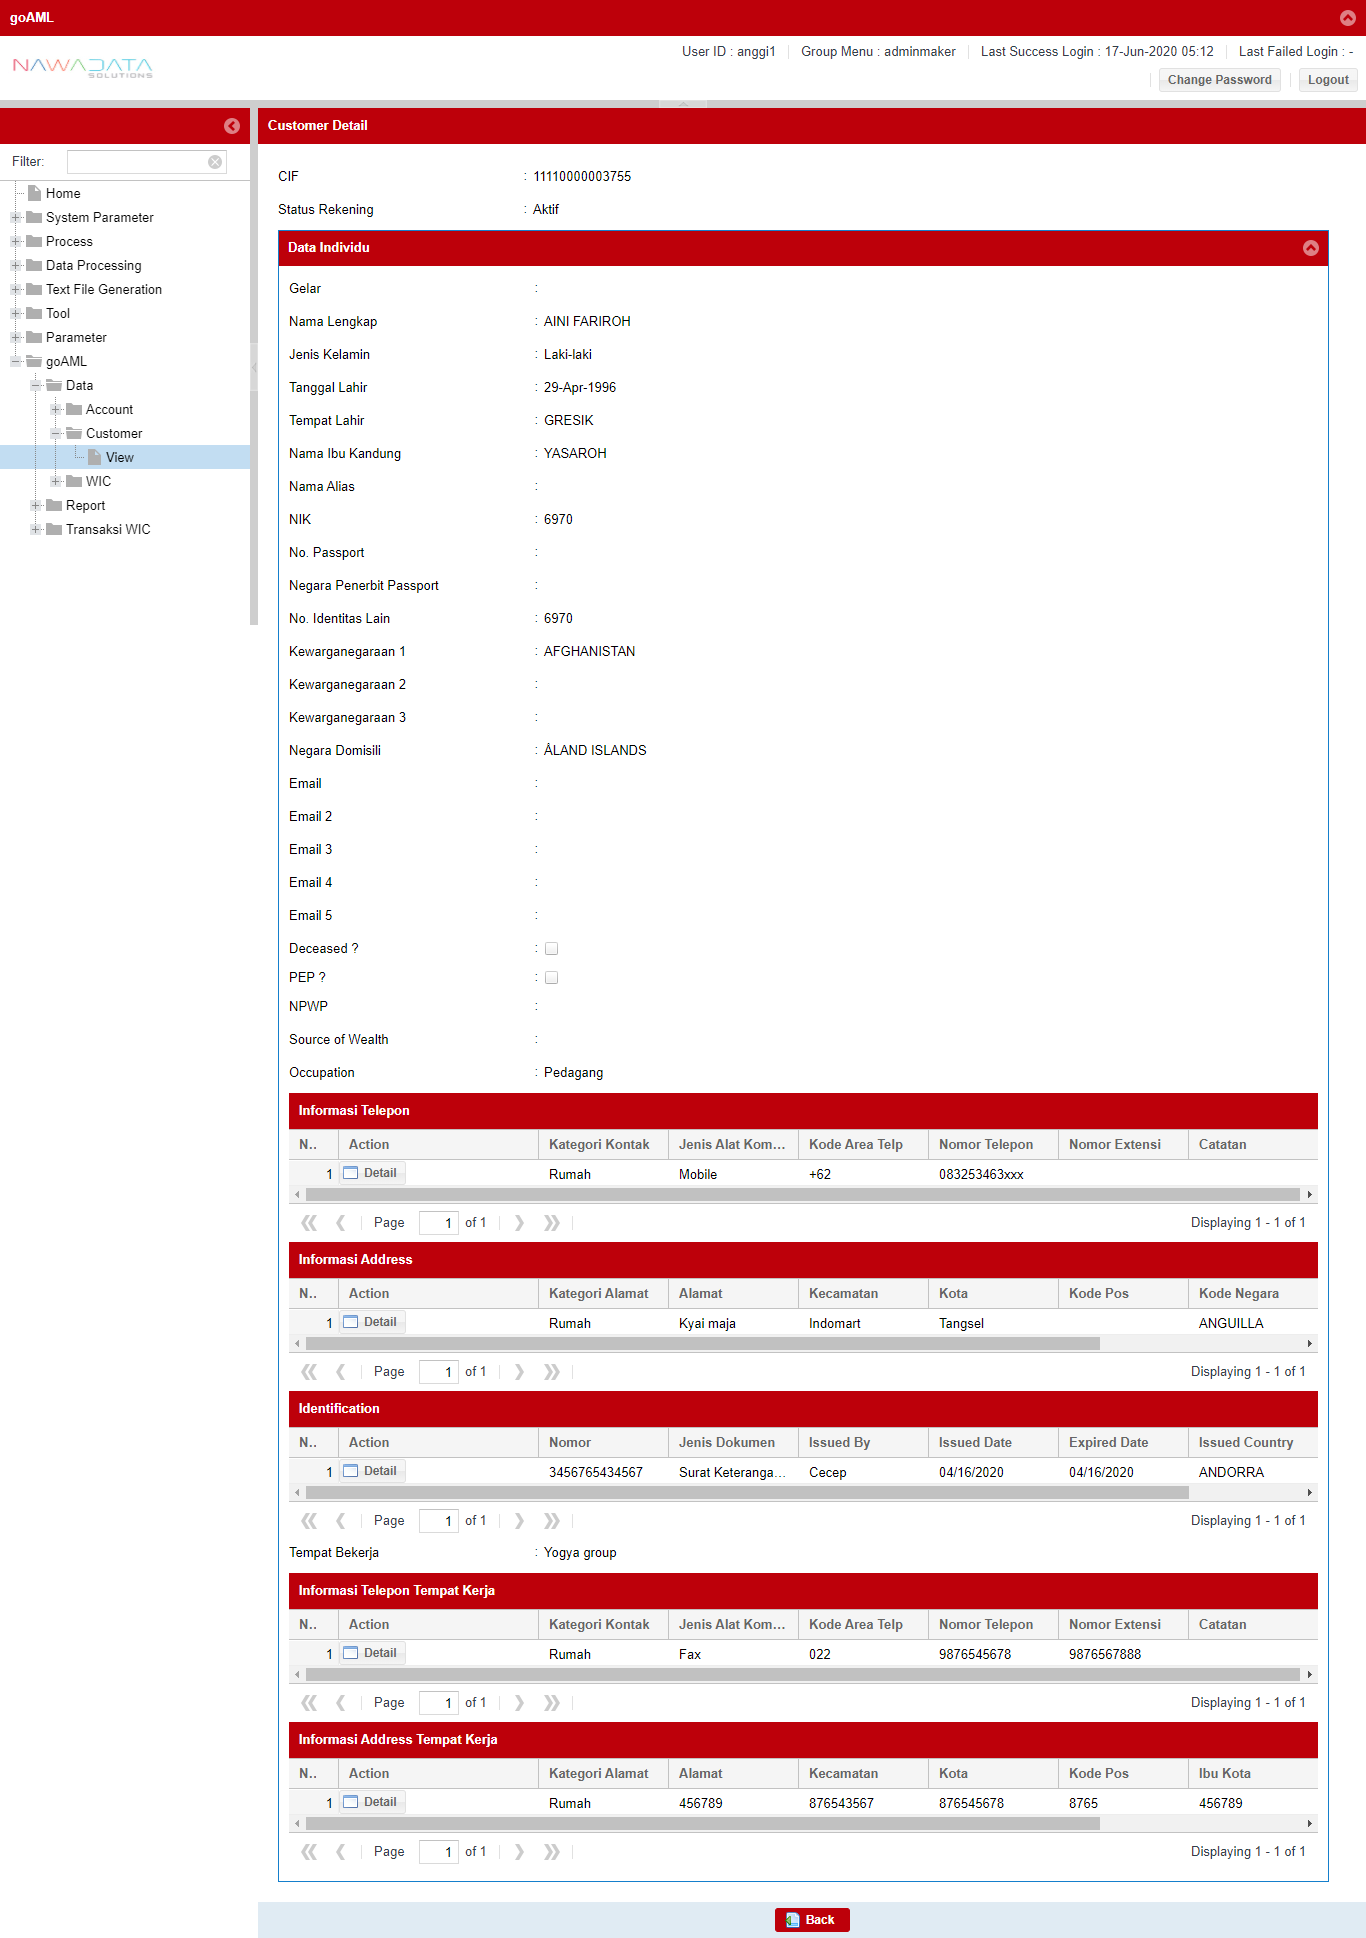 goAML
NAWADATA
SOLUTIONS
User ID : anggi1 Group Menu : adminmaker Last Success Login : 17-Jun-2020 05:12 Last Failed Login : -
Change Password Logout
Customer Detail
Filter:
Home
System Parameter
Process
Data Processing
Text File Generation
Tool
Parameter
goAML
Data
Account
Customer
View
WIC
Report
Transaksi WIC
CIF : 11110000003755
Status Rekening : Aktif
Data Individu
Gelar :
Nama Lengkap : AINI FARIROH
Jenis Kelamin : Laki-laki
Tanggal Lahir : 29-Apr-1996
Tempat Lahir : GRESIK
Nama Ibu Kandung : YASAROH
Nama Alias :
NIK : 6970
No. Passport :
Negara Penerbit Passport :
No. Identitas Lain : 6970
Kewarganegaraan 1 : AFGHANISTAN
Kewarganegaraan 2 :
Kewarganegaraan 3 :
Negara Domisili : ÅLAND ISLANDS
Email :
Email 2 :
Email 3 :
Email 4 :
Email 5 :
Deceased ? :
PEP ? :
NPWP :
Source of Wealth :
Occupation : Pedagang
Informasi Telepon
N.. Action Kategori Kontak Jenis Alat Kom... Kode Area Telp Nomor Telepon Nomor Extensi Catatan
1 Detail Rumah Mobile +62 083253463xxx
Page 1 of 1 Displaying 1 - 1 of 1
Informasi Address
N.. Action Kategori Alamat Alamat Kecamatan Kota Kode Pos Kode Negara
1 Detail Rumah Kyai maja Indomart Tangsel ANGUILLA
Page 1 of 1 Displaying 1 - 1 of 1
Identification
N.. Action Nomor Jenis Dokumen Issued By Issued Date Expired Date Issued Country
1 Detail 3456765434567 Surat Keteranga... Cecep 04/16/2020 04/16/2020 ANDORRA
Page 1 of 1 Displaying 1 - 1 of 1
Tempat Bekerja : Yogya group
Informasi Telepon Tempat Kerja
N.. Action Kategori Kontak Jenis Alat Kom... Kode Area Telp Nomor Telepon Nomor Extensi Catatan
1 Detail Rumah Fax 022 9876545678 9876567888
Page 1 of 1 Displaying 1 - 1 of 1
Informasi Address Tempat Kerja
N.. Action Kategori Alamat Alamat Kecamatan Kota Kode Pos Ibu Kota
1 Detail Rumah 456789 876543567 876545678 8765 456789
Page 1 of 1 Displaying 1 - 1 of 1
Back